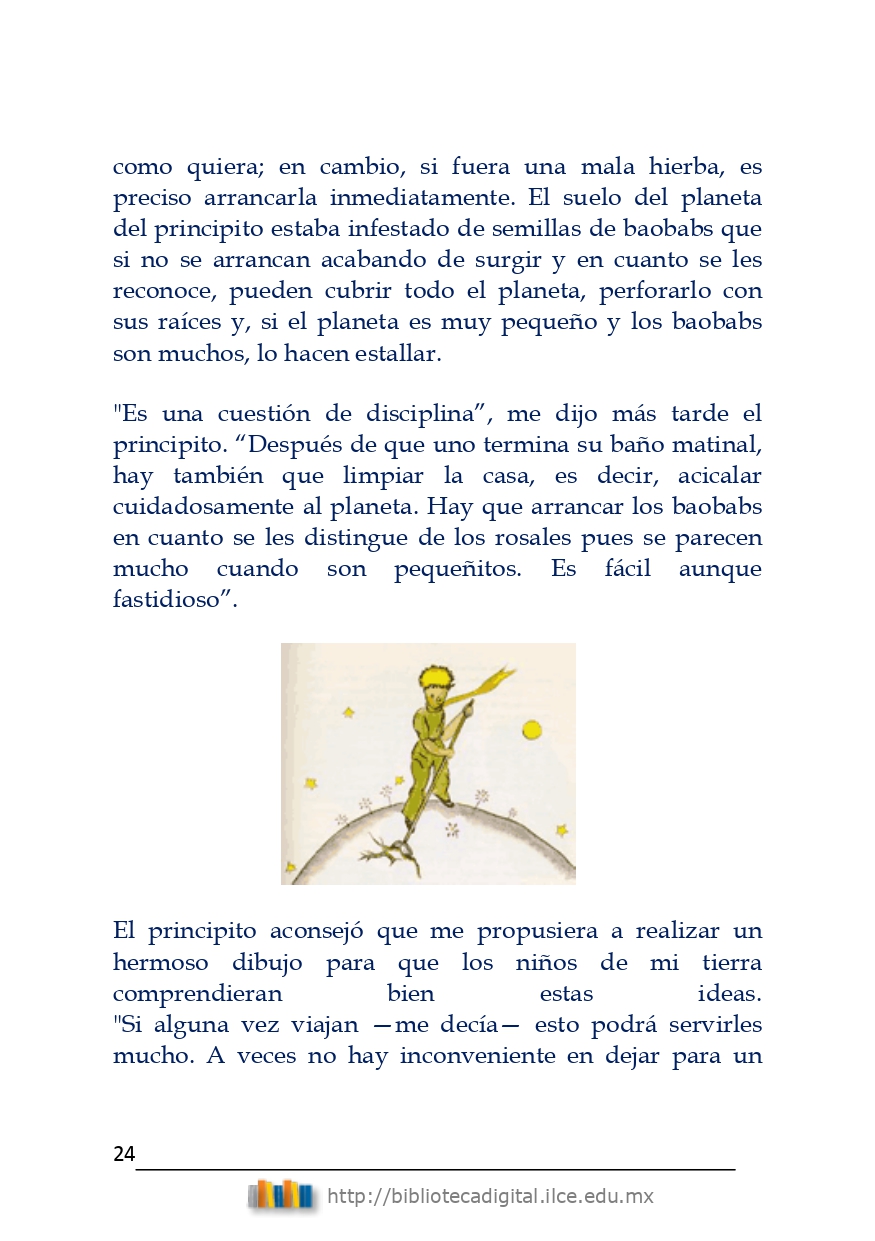 como quiera; en cambio, si fuera una mala hierba, es
preciso arrancarla inmediatamente. El suelo del planeta
del principito estaba infestado de semillas de baobabs que
si no se arrancan acabando de surgir y en cuanto se les
reconoce, pueden cubrir todo el planeta, perforarlo con
sus raíces y, si el planeta es muy pequeño y los baobabs
son muchos, lo hacen estallar.
"Es una cuestión de disciplina”, me dijo más tarde el
principito. “Después de que uno termina su baño matinal,
hay también que limpiar la casa, es decir, acicalar
cuidadosamente al planeta. Hay que arrancar los baobabs
en cuanto se les distingue de los rosales pues se parecen
mucho cuando son pequeñitos. Es fácil aunque
fastidioso”.
El principito aconsejó que me propusiera a realizar un
hermoso dibujo para que los niños de mi tierra
comprendieran bien estas ideas.
"Si alguna vez viajan —me decía— esto podrá servirles
mucho. A veces no hay inconveniente en dejar para un
24
http://bibliotecadigital.ilce.edu.mx